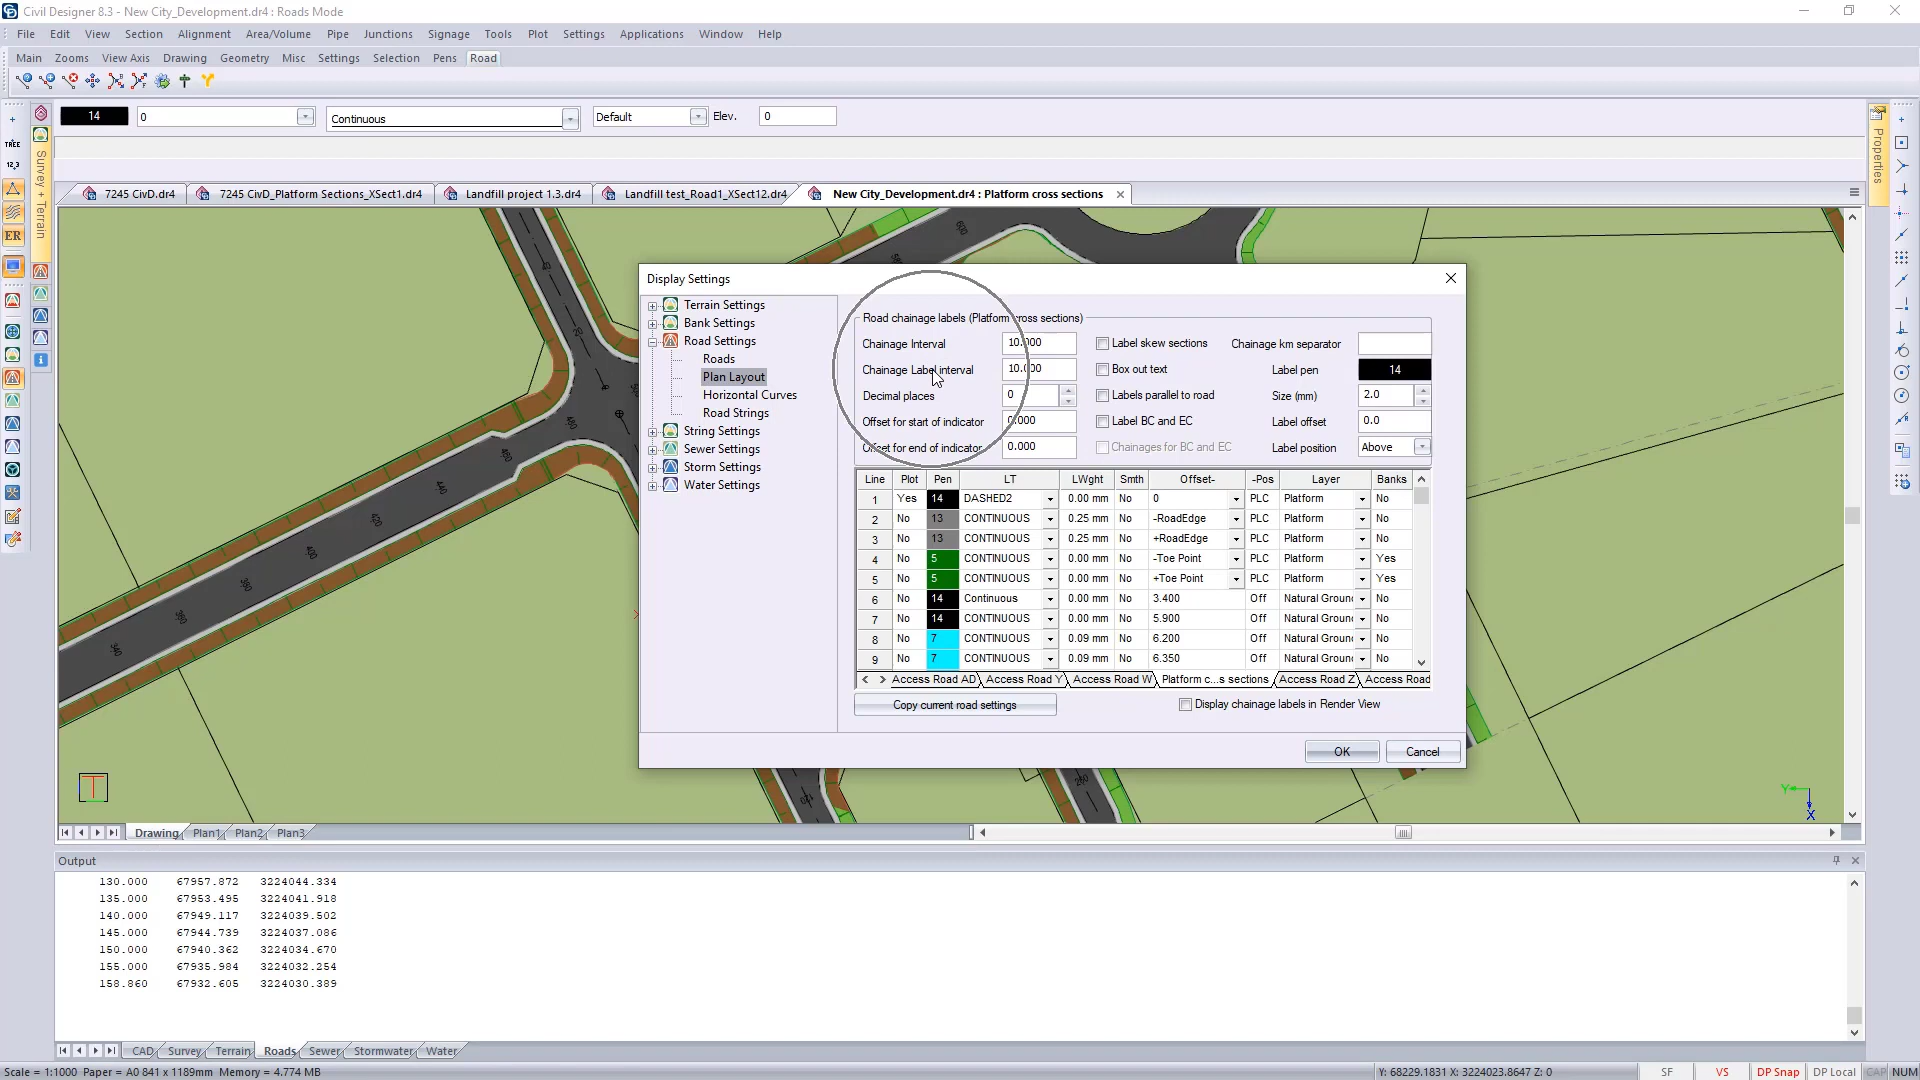 Civil Designer 8.3 - New City_Development.dr4 : Roads Mode
File Edit View Section Alignment Area/Volume Pipe Junctions Signage Tools Plot Settings Applications Window Help
Main Zooms View Axis Drawing Geometry Misc Settings Selection Pens Road
14 0 Continuous Default Elev. 0
7245 CivD.dr4 7245 CivD_Platform Sections_XSect1.dr4 Landfill project 1.3.dr4 Landfill test_Road1_XSect12.dr4 New City_Development.dr4 : Platform cross sections
TREE
12.3
ER
Survey + Terrain
Properties
Display Settings
Terrain Settings
Bank Settings
Road Settings
Roads
Plan Layout
Horizontal Curves
Road Strings
String Settings
Sewer Settings
Storm Settings
Water Settings
Road chainage labels (Platform cross sections)
Chainage Interval 10.000 Label skew sections Chainage km separator
Chainage Label interval 10.000 Box out text Label pen 14
Decimal places 0 Labels parallel to road Size (mm) 2.0
Offset for start of indicator 0.000 Label BC and EC Label offset 0.0
Offset for end of indicator 0.000 Chainages for BC and EC Label position Above
Line Plot Pen LT LWght Smth Offset- -Pos Layer Banks
1 Yes 14 DASHED2 0.00 mm No 0 PLC Platform No
2 No 13 CONTINUOUS 0.25 mm No -RoadEdge PLC Platform No
3 No 13 CONTINUOUS 0.25 mm No +RoadEdge PLC Platform No
4 No 5 CONTINUOUS 0.00 mm No -Toe Point PLC Platform Yes
5 No 5 CONTINUOUS 0.00 mm No +Toe Point PLC Platform Yes
6 No 14 Continuous 0.00 mm No 3.400 Off Natural Groun No
7 No 14 CONTINUOUS 0.00 mm No 5.900 Off Natural Groun No
8 No 7 CONTINUOUS 0.09 mm No 6.200 Off Natural Groun No
9 No 7 CONTINUOUS 0.09 mm No 6.350 Off Natural Groun No
Access Road AD Access Road Y Access Road W Platform c...s sections Access Road Z Access Road
Copy current road settings Display chainage labels in Render View
OK Cancel
600
480
460
440
420
400
380
360
340
120
260
Y
X
Drawing Plan1 Plan2 Plan3
Output
130.000 67957.872 3224044.334
135.000 67953.495 3224041.918
140.000 67949.117 3224039.502
145.000 67944.739 3224037.086
150.000 67940.362 3224034.670
155.000 67935.984 3224032.254
158.860 67932.605 3224030.389
CAD Survey Terrain Roads Sewer Stormwater Water
Scale = 1:1000 Paper = A0 841 x 1189mm Memory = 4.774 MB Y: 68229.1831 X: 3224023.8647 Z: 0 SF VS DP Snap DP Local CAP NUM